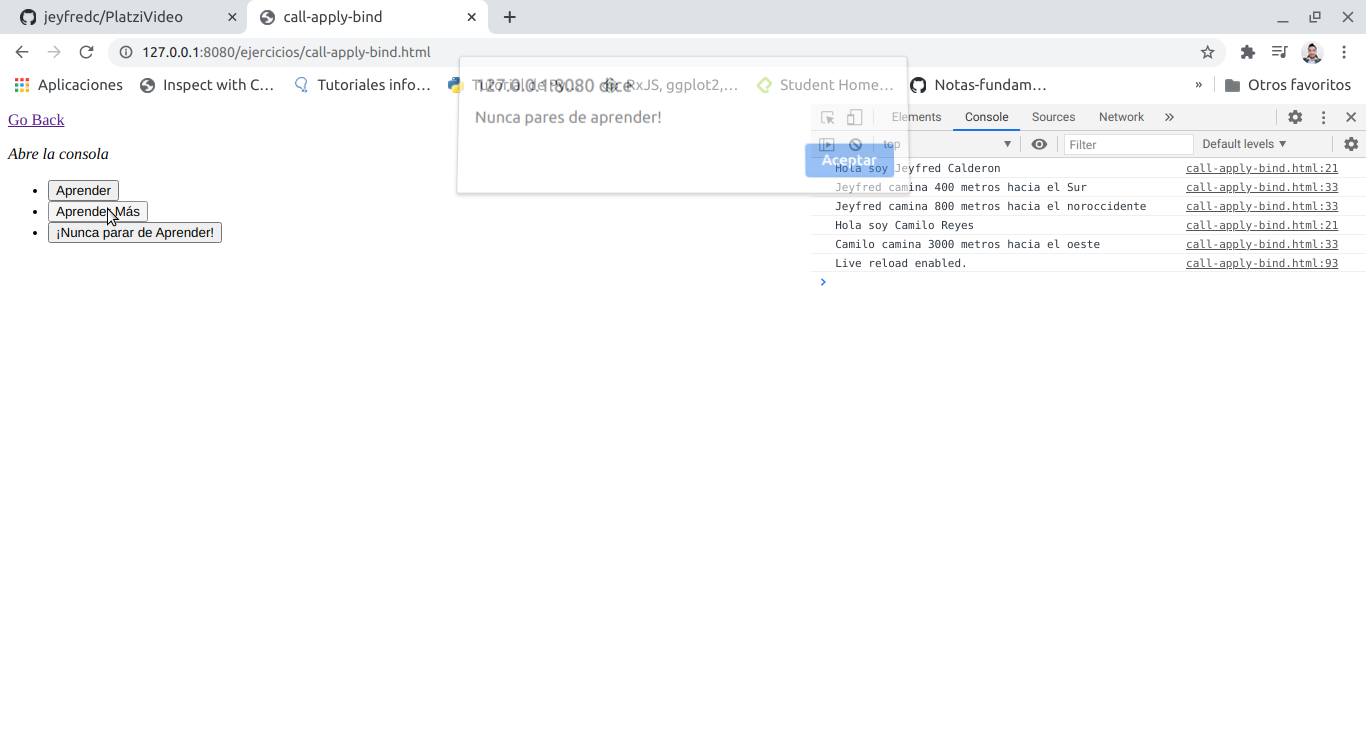 jeyfredc/PlatziVideo
call-apply-bind
127.0.0.1:8080/ejercicios/call-apply-bind.html
Aplicaciones
Inspect with C…
Tutoriales info…
Tutorial de Py…
RxJS, ggplot2,…
Student Home…
Notas-fundam…
»
Otros favoritos
127.0.0.1:8080 dice
Nunca pares de aprender!
Aceptar
Go Back
Abre la consola
Aprender
Aprender Más
¡Nunca parar de Aprender!
Elements
Console
Sources
Network
»
top
Filter
Default levels
Hola soy Jeyfred Calderon call-apply-bind.html:21
Jeyfred camina 400 metros hacia el Sur call-apply-bind.html:33
Jeyfred camina 800 metros hacia el noroccidente call-apply-bind.html:33
Hola soy Camilo Reyes call-apply-bind.html:21
Camilo camina 3000 metros hacia el oeste call-apply-bind.html:33
Live reload enabled. call-apply-bind.html:93